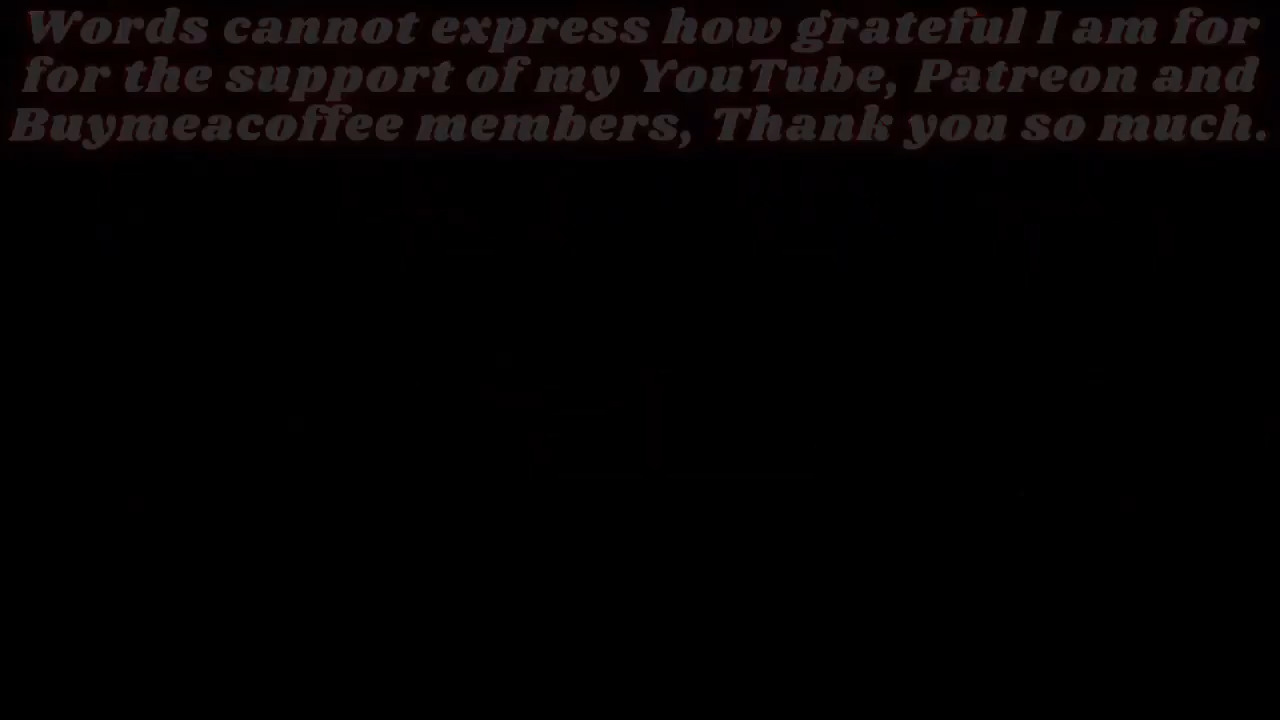 Words cannot express how grateful I am for
for the support of my YouTube, Patreon and
Buymeacoffee members, Thank you so much.